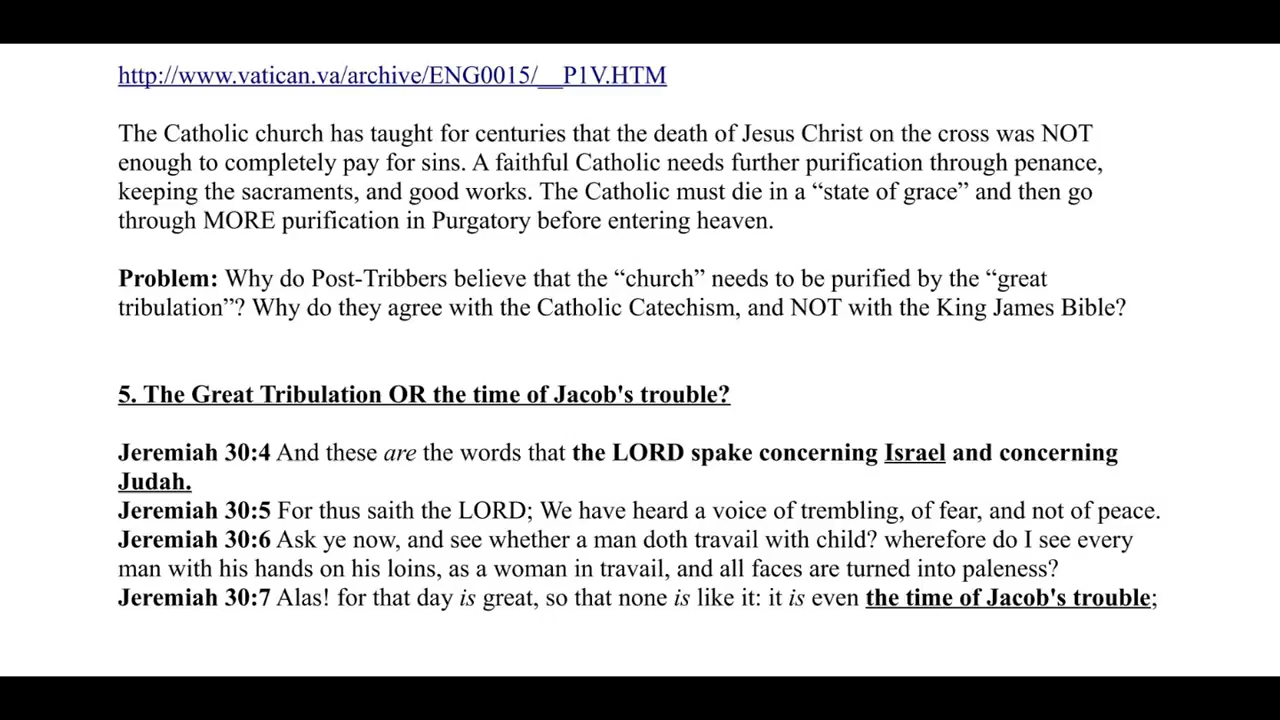 http://www.vatican.va/archive/ENG0015/__P1V.HTM
The Catholic church has taught for centuries that the death of Jesus Christ on the cross was NOT
enough to completely pay for sins. A faithful Catholic needs further purification through penance,
keeping the sacraments, and good works. The Catholic must die in a “state of grace” and then go
through MORE purification in Purgatory before entering heaven.
Problem: Why do Post-Tribbers believe that the “church” needs to be purified by the “great
tribulation”? Why do they agree with the Catholic Catechism, and NOT with the King James Bible?
5. The Great Tribulation OR the time of Jacob's trouble?
Jeremiah 30:4 And these are the words that the LORD spake concerning Israel and concerning
Judah.
Jeremiah 30:5 For thus saith the LORD; We have heard a voice of trembling, of fear, and not of peace.
Jeremiah 30:6 Ask ye now, and see whether a man doth travail with child? wherefore do I see every
man with his hands on his loins, as a woman in travail, and all faces are turned into paleness?
Jeremiah 30:7 Alas! for that day is great, so that none is like it: it is even the time of Jacob's trouble;